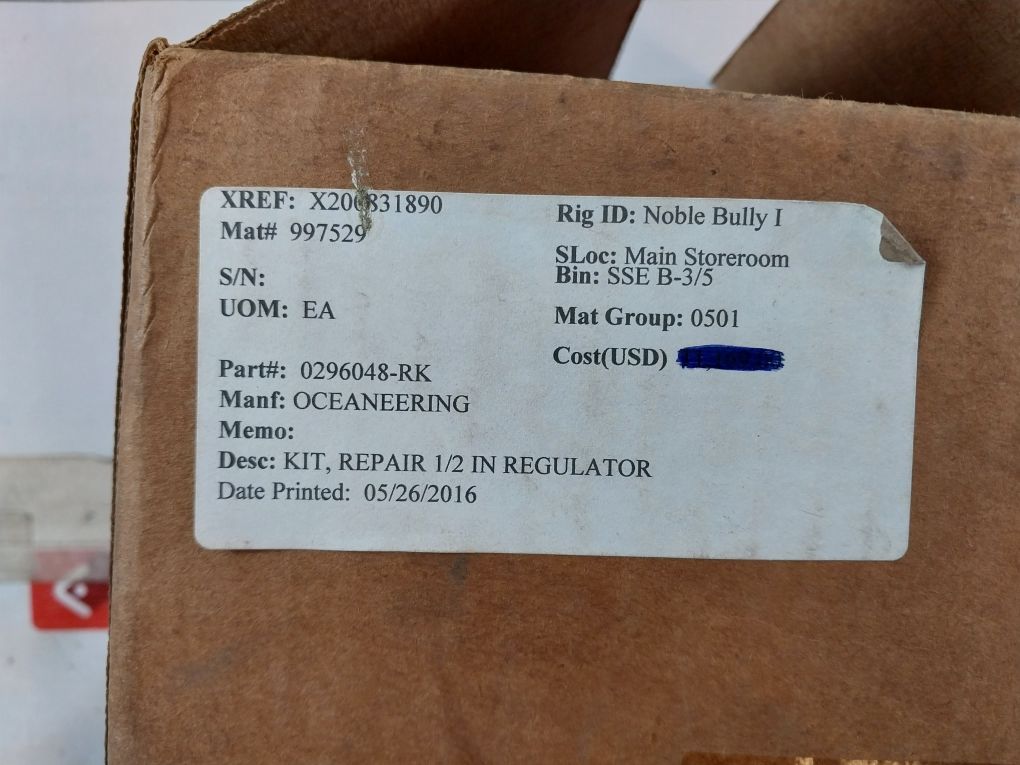 XREF: X200831890
Mat# 997529
S/N:
UOM: EA
Part#: 0296048-RK
Manf: OCEANEERING
Memo:
Desc: KIT, REPAIR 1/2 IN REGULATOR
Date Printed: 05/26/2016
Rig ID: Noble Bully I
SLoc: Main Storeroom
Bin: SSE B-3/5
Mat Group: 0501
Cost(USD)